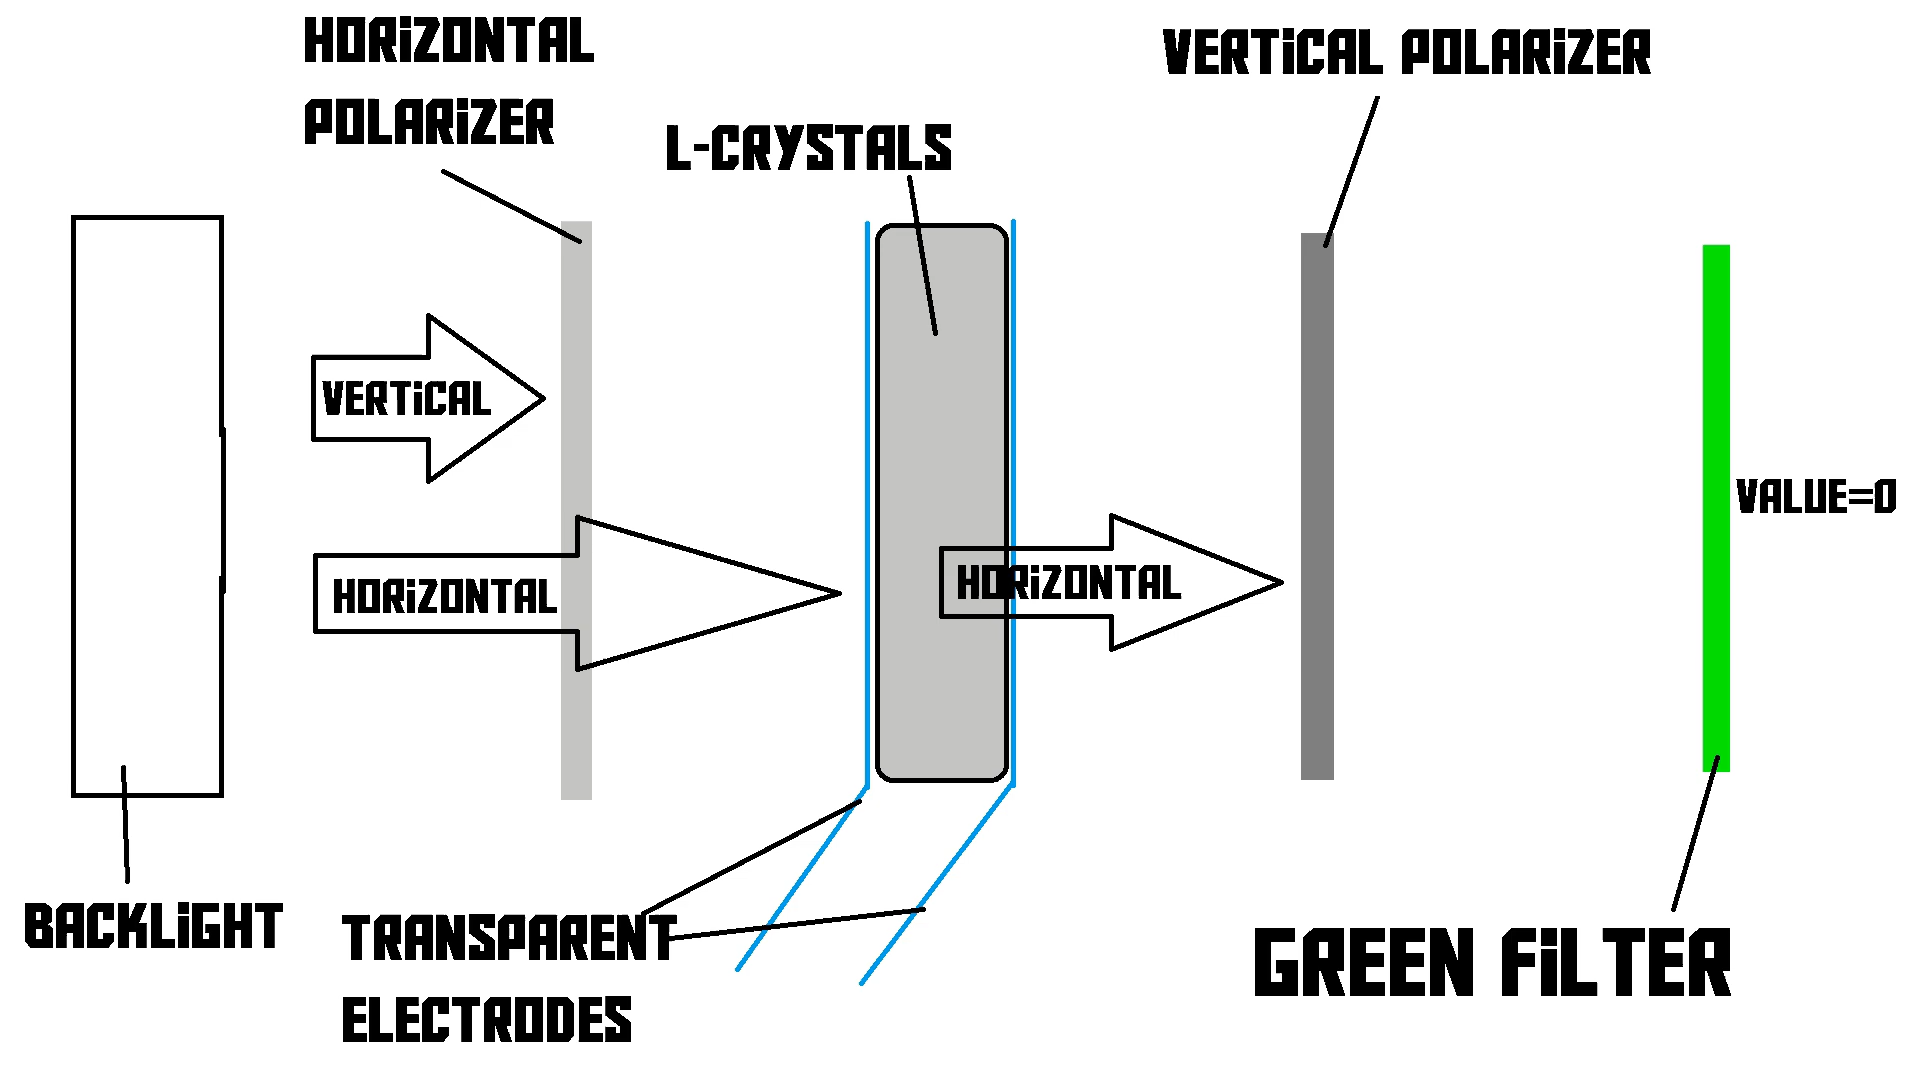 HORiZONTAL
POLARiZER
VERTiCAL POLARiZER
L-CRYSTALS
VERTiCAL
HORiZONTAL
HORiZONTAL
VALUE=0
BACKLiGHT
TRANSPARENT
ELECTRODES
GREEN FiLTER